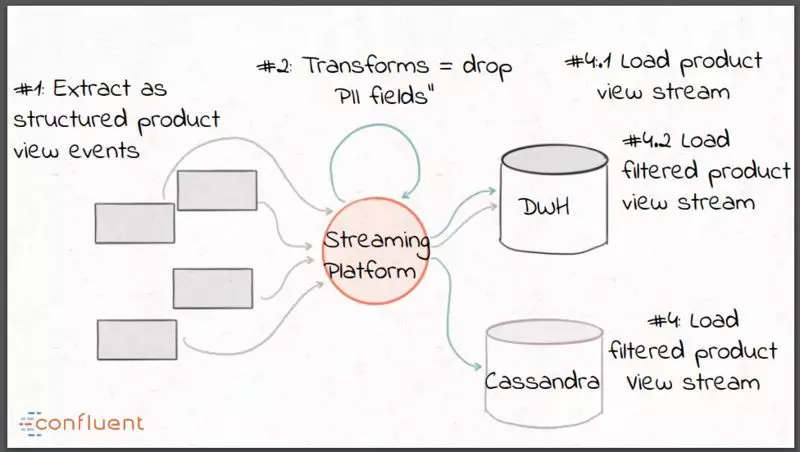 #1: Extract as
structured product
view events
#2: Transforms = drop
PII fields"
#4.1 Load product
view stream
#4.2 Load
filtered product
view stream
DWH
Streaming
Platform
#4: Load
filtered product
view stream
Cassandra
confluent